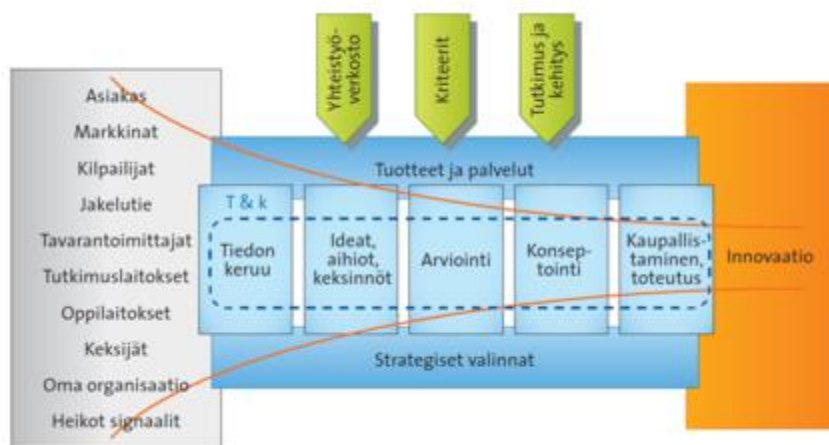 Yhteistyö-
verkosto
Kriteerit
Tutkimus ja
kehitys
Asiakas
Markkinat
Kilpailijat
Jakelutie
Tavarantoimittajat
Tutkimuslaitokset
Oppilaitokset
Keksijät
Oma organisaatio
Heikot signaalit
Tuotteet ja palvelut
T & k
Tiedon
keruu
Ideat,
aihiot,
keksinnöt
Arviointi
Konsep-
tointi
Kaupallis-
taminen,
toteutus
Strategiset valinnat
Innovaatio